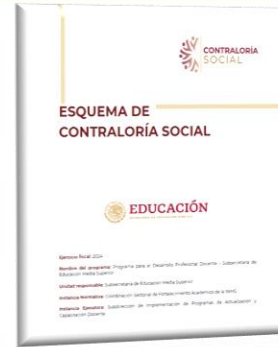 CONTRALORÍA
SOCIAL
ESQUEMA DE
CONTRALORÍA SOCIAL
EDUCACIÓN
Ejercicio fiscal: 2024
Nombre del programa: Programa para el Desarrollo Profesional Docente - Subsecretaría de
Educación Media Superior
Unidad responsable: Subsecretaría de Educación Media Superior
Instancia Normativa: Coordinación Sectorial de Fortalecimiento Académico de la SEMS
Instancia Ejecutora: Subdirección de Implementación de Programas de Actualización y
Capacitación Docente